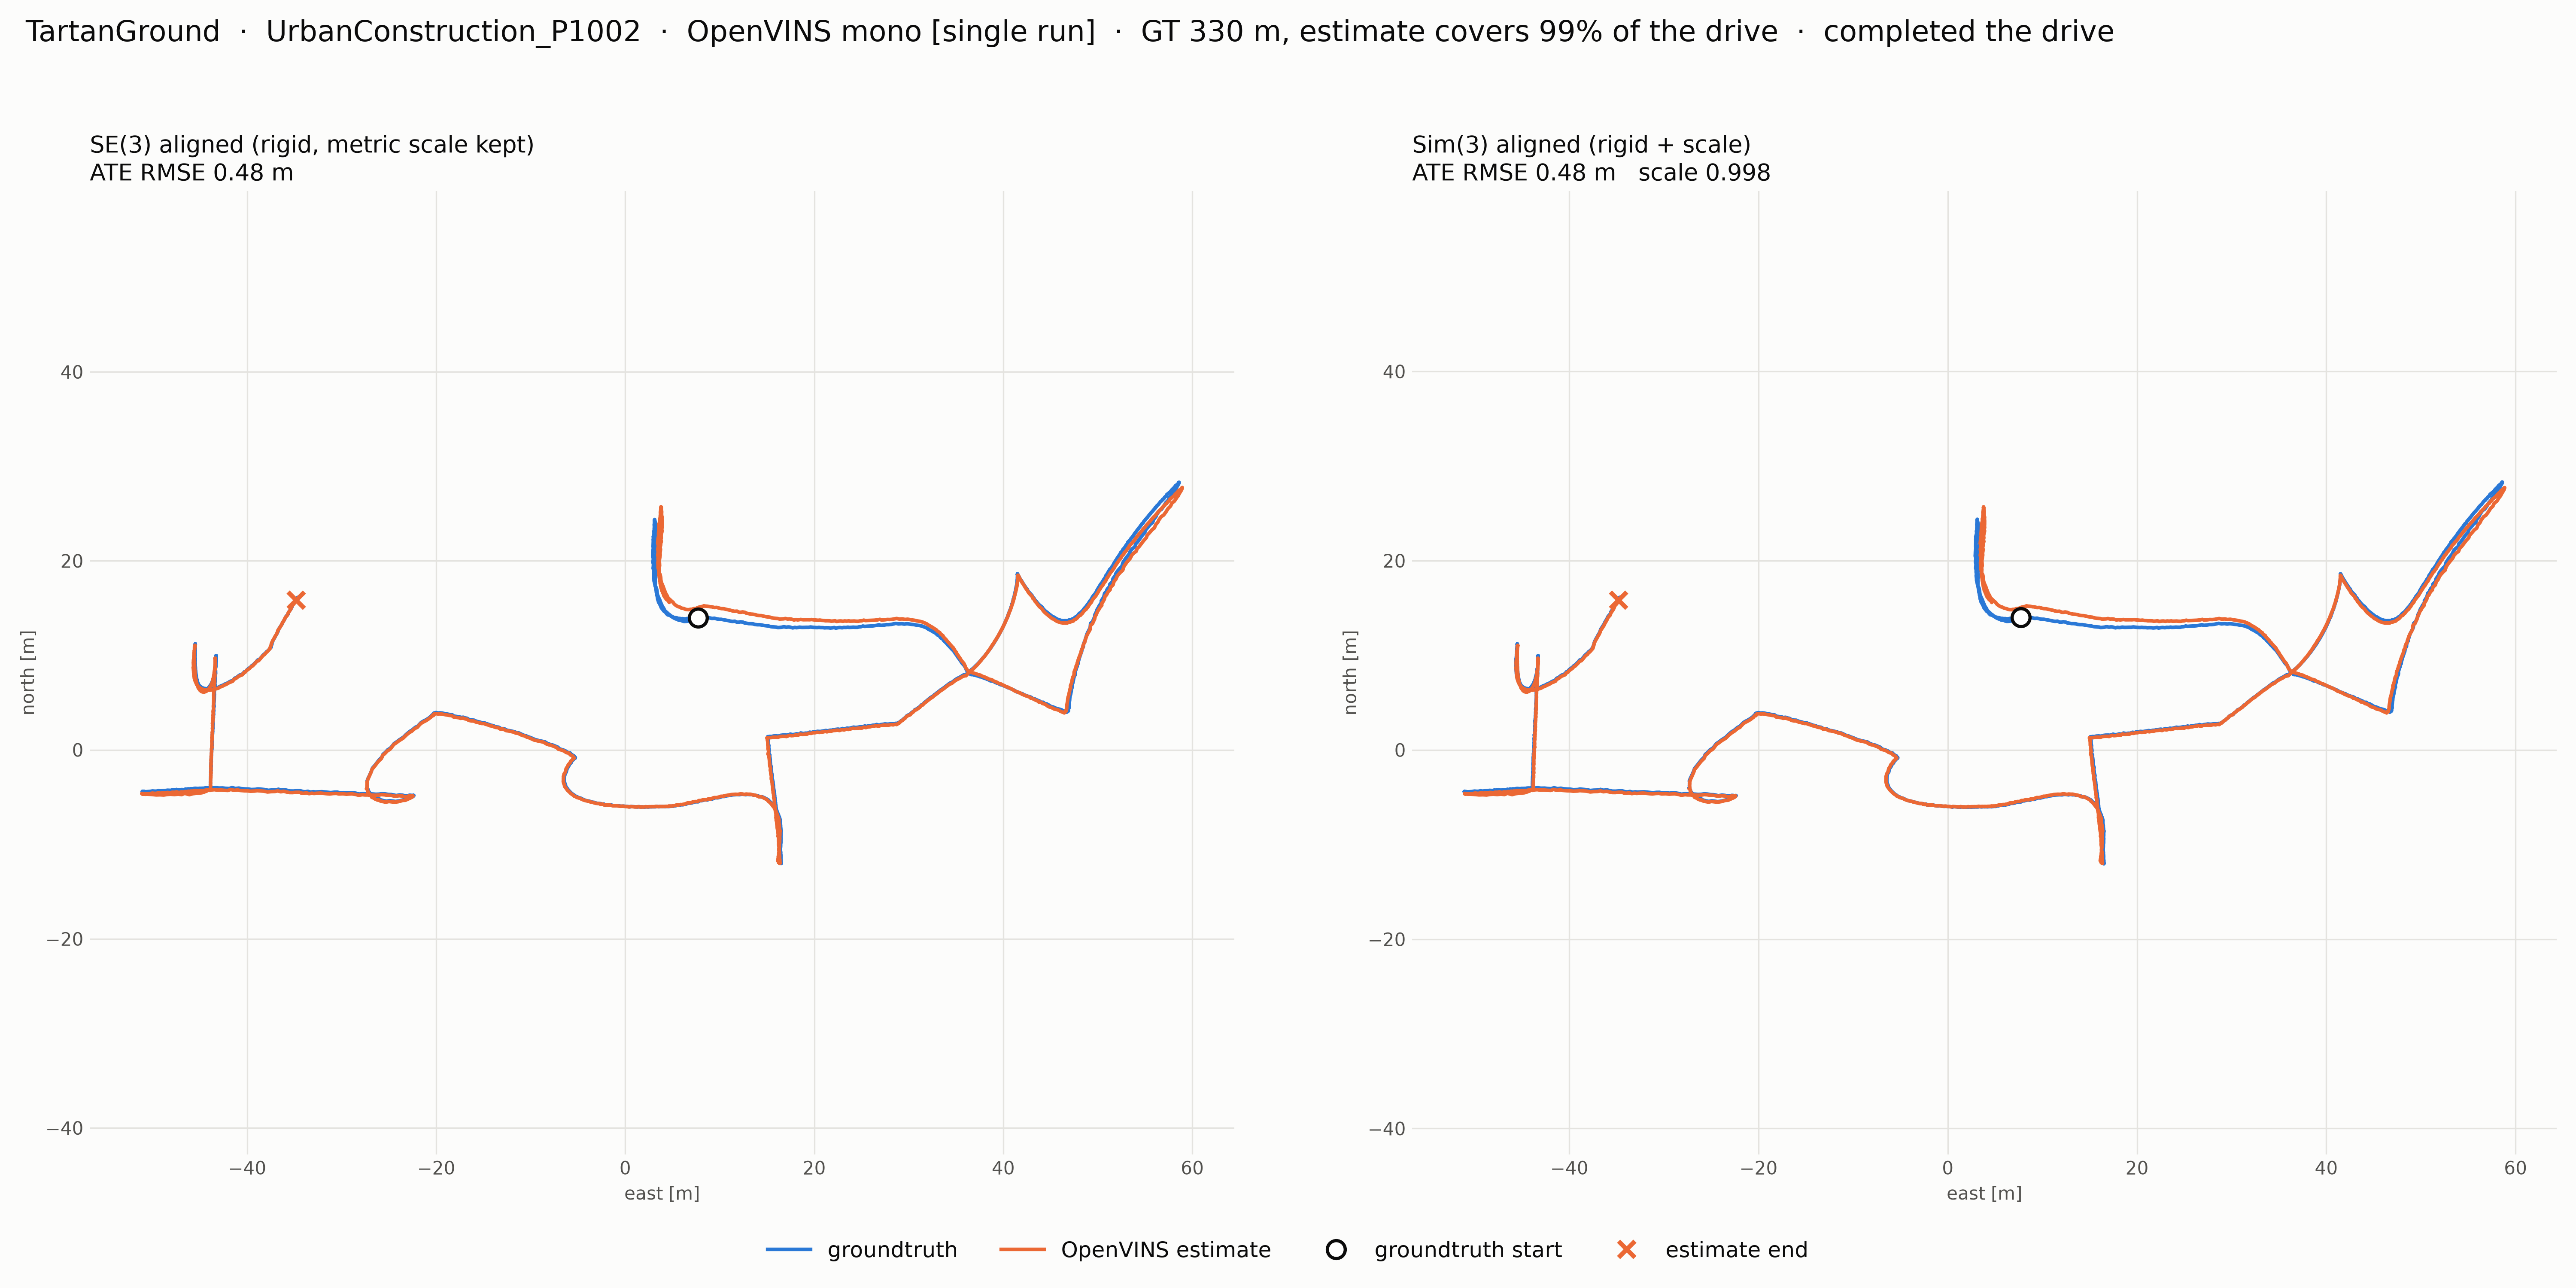 TartanGround · UrbanConstruction_P1002 · OpenVINS mono [single run] · GT 330 m, estimate covers 99% of the drive · completed the drive
SE(3) aligned (rigid, metric scale kept)
ATE RMSE 0.48 m
40
20
0
−20
−40
north [m]
−40
−20
0
20
40
60
east [m]
Sim(3) aligned (rigid + scale)
ATE RMSE 0.48 m   scale 0.998
40
20
0
−20
−40
north [m]
−40
−20
0
20
40
60
east [m]
groundtruth
OpenVINS estimate
groundtruth start
estimate end